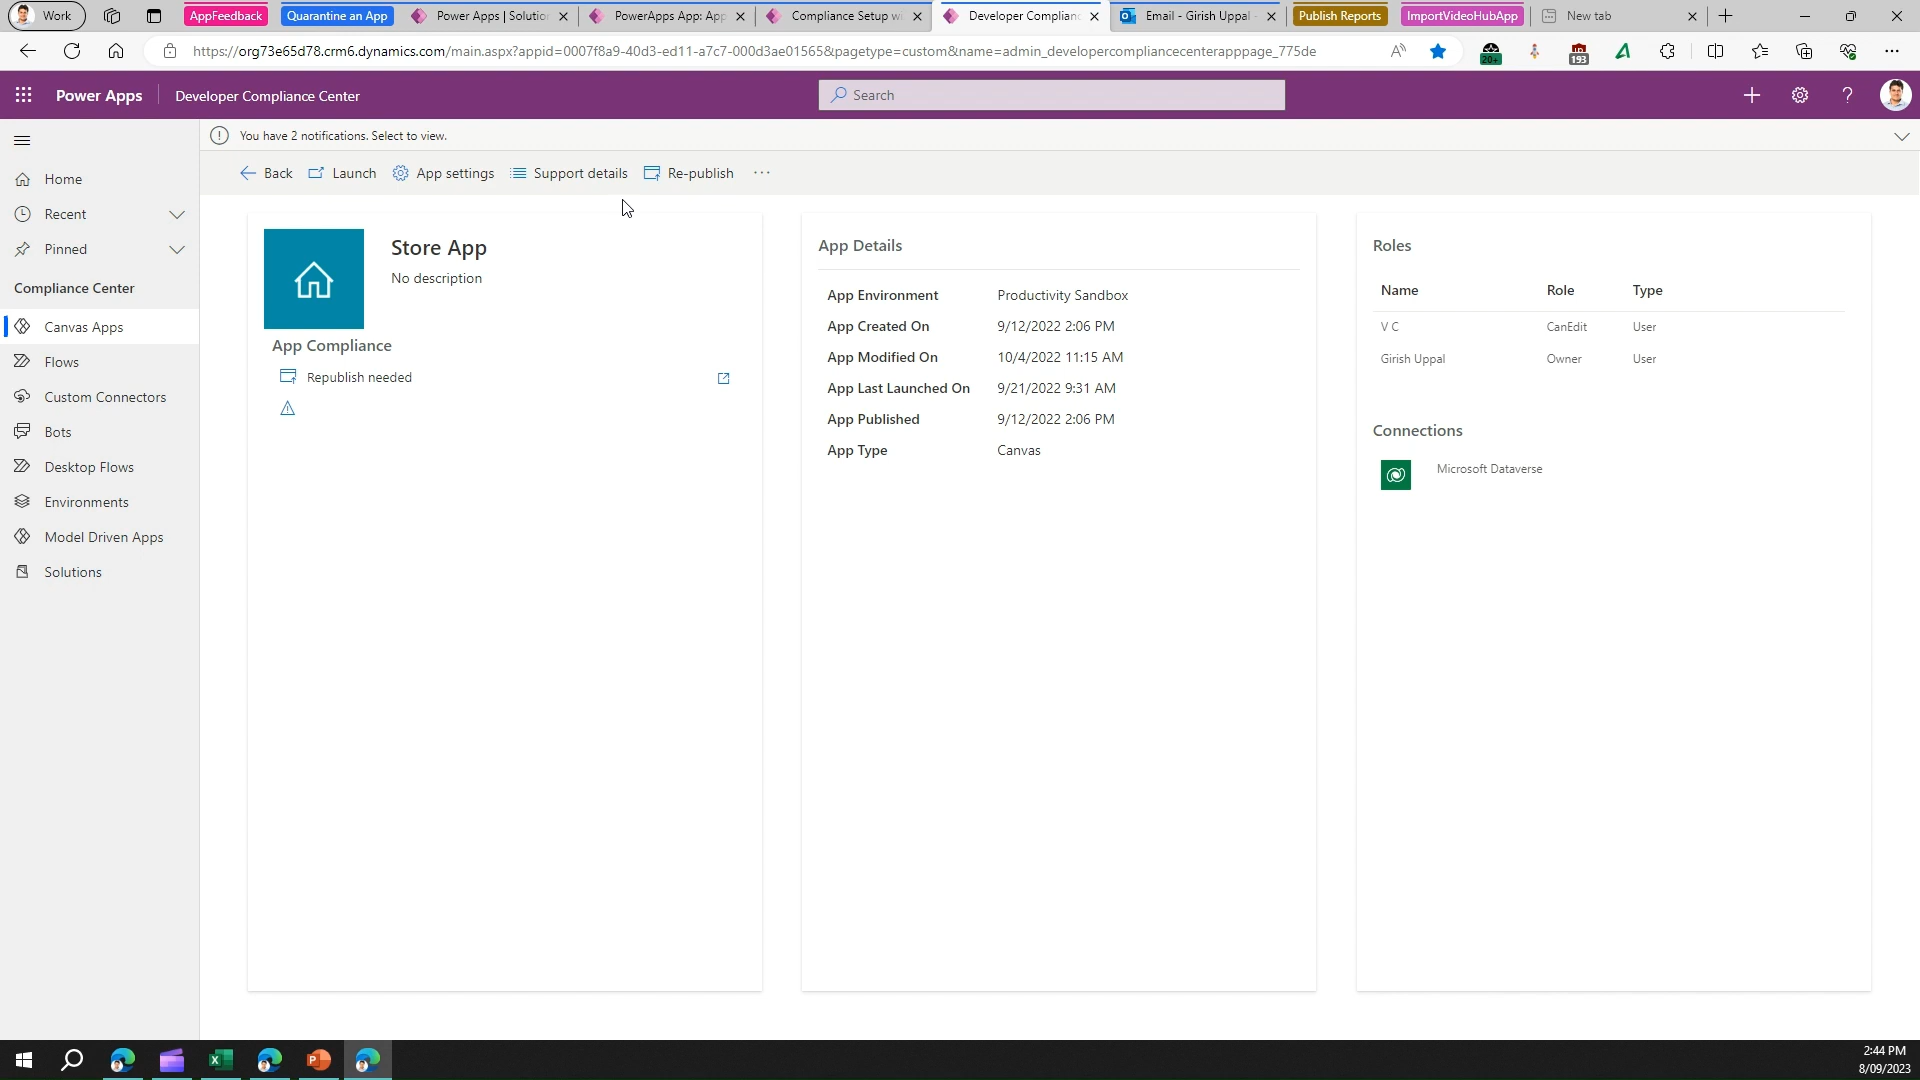 Work
AppFeedback
Quarantine an App
Power Apps | Solution
PowerApps App: App
Compliance Setup wi
Developer Complianc
Email - Girish Uppal -
Publish Reports
ImportVideoHubApp
New tab
https://org73e65d78.crm6.dynamics.com/main.aspx?appid=0007f8a9-40d3-ed11-a7c7-000d3ae01565&pagetype=custom&name=admin_developercompliancecenterapppage_775de
20+
193
Power Apps
Developer Compliance Center
Search
You have 2 notifications. Select to view.
Back
Launch
App settings
Support details
Re-publish
Home
Recent
Pinned
Compliance Center
Canvas Apps
Flows
Custom Connectors
Bots
Desktop Flows
Environments
Model Driven Apps
Solutions
Store App
No description
App Compliance
Republish needed
App Details
App Environment Productivity Sandbox
App Created On 9/12/2022 2:06 PM
App Modified On 10/4/2022 11:15 AM
App Last Launched On 9/21/2022 9:31 AM
App Published 9/12/2022 2:06 PM
App Type Canvas
Roles
Name Role Type
V C CanEdit User
Girish Uppal Owner User
Connections
Microsoft Dataverse
2:44 PM
8/09/2023